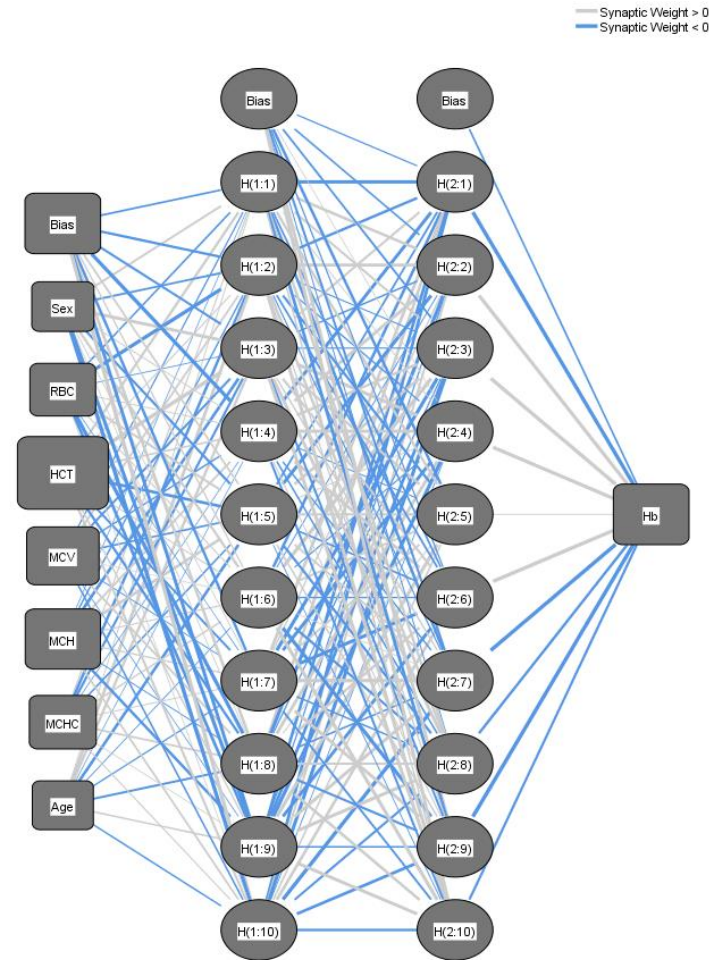 Synaptic Weight > 0
Synaptic Weight < 0
Bias
Sex
RBC
HCT
MCV
MCH
MCHC
Age
Bias
H(1:1)
H(1:2)
H(1:3)
H(1:4)
H(1:5)
H(1:6)
H(1:7)
H(1:8)
H(1:9)
H(1:10)
Bias
H(2:1)
H(2:2)
H(2:3)
H(2:4)
H(2:5)
H(2:6)
H(2:7)
H(2:8)
H(2:9)
H(2:10)
Hb